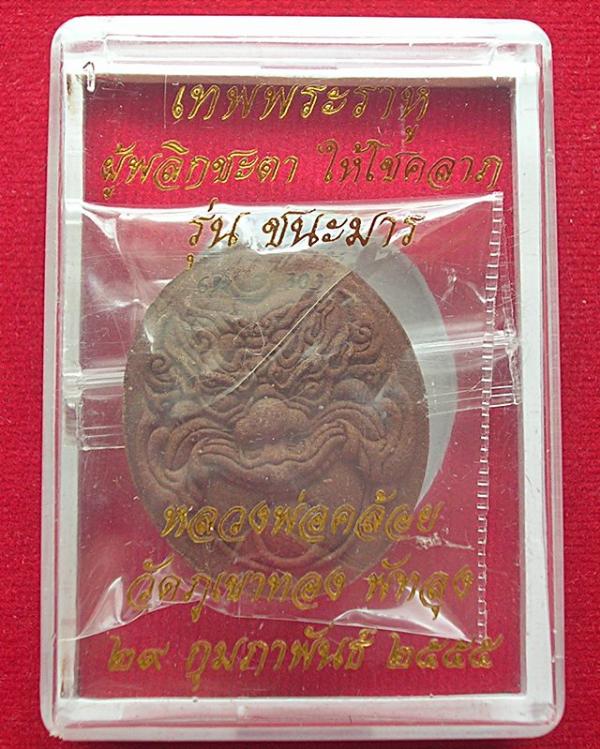 เทพพระราหู
ผู้พลิกชะตา ให้โชคลาภ
รุ่น ชนะมาร
หลวงพ่อคล้อย
วัดภูเขาทอง พัทลุง
๒๙ กุมภาพันธ์ ๒๕๕๕